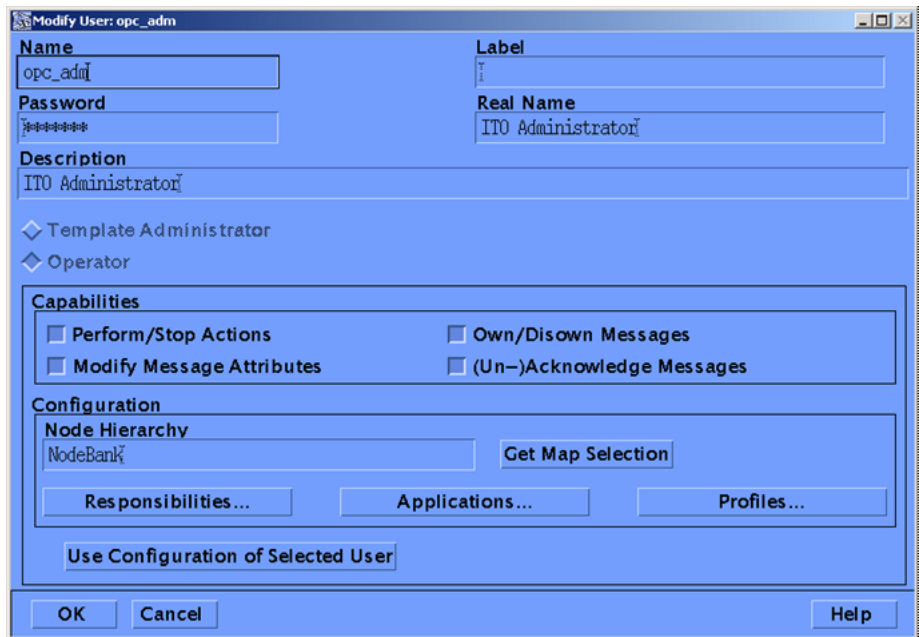 Modify User: opc_adm
Name
Label
opc_adm
Password
Real Name
*******
ITO Administrator
Description
ITO Administrator
Template Administrator
Operator
Capabilities
Perform/Stop Actions
Own/Disown Messages
Modify Message Attributes
(Un-)Acknowledge Messages
Configuration
Node Hierarchy
NodeBank
Get Map Selection
Responsibilities...
Applications...
Profiles...
Use Configuration of Selected User
OK
Cancel
Help